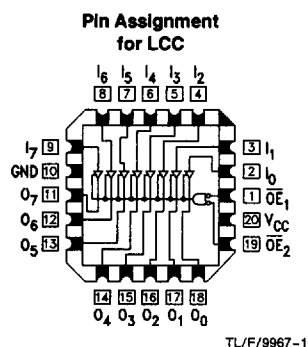 Pin Assignment
for LCC
I6 I5 I4 I3 I2
8 7 6 5 4
I7 9
GND 10
O7 11
O6 12
O5 13
3 I1
2 I0
1 OE1
20 VCC
19 OE2
14 15 16 17 18
O4 O3 O2 O1 O0
TL/F/9967-1